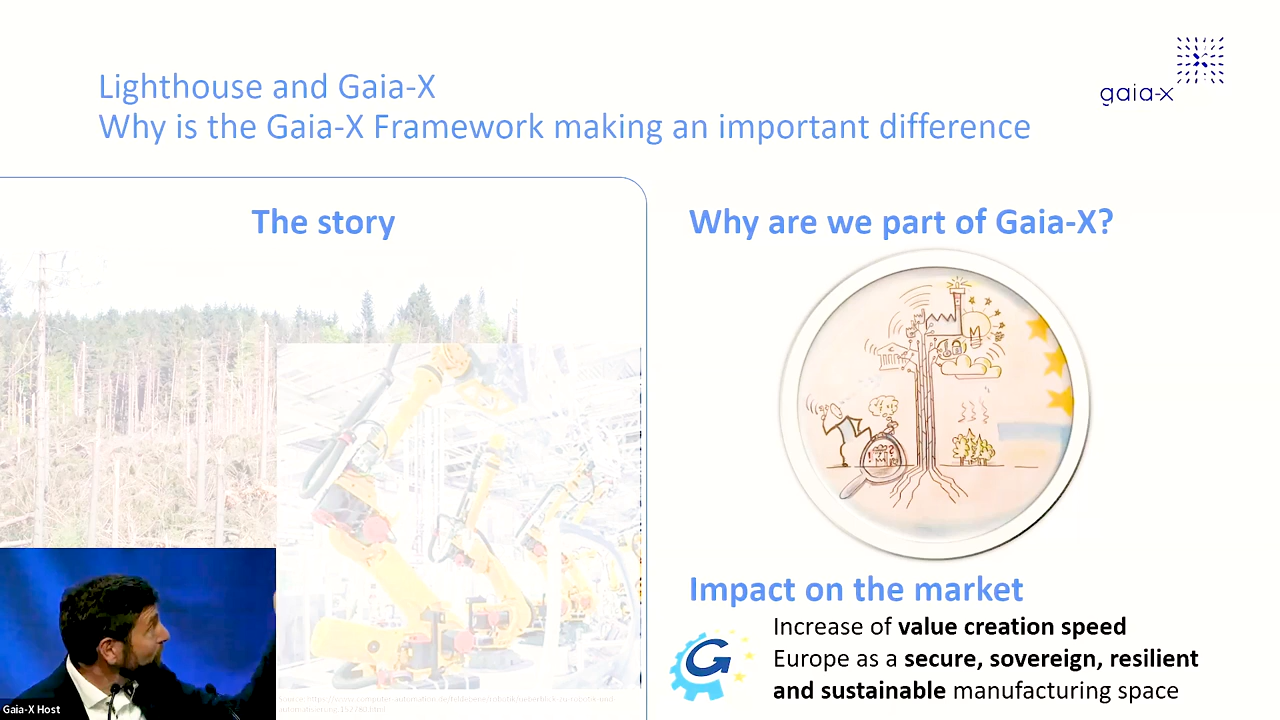 Lighthouse and Gaia-X
Why is the Gaia-X Framework making an important difference
gaia-x
The story
Why are we part of Gaia-X?
Impact on the market
Increase of value creation speed
Europe as a secure, sovereign, resilient
and sustainable manufacturing space
Gaia-X Host